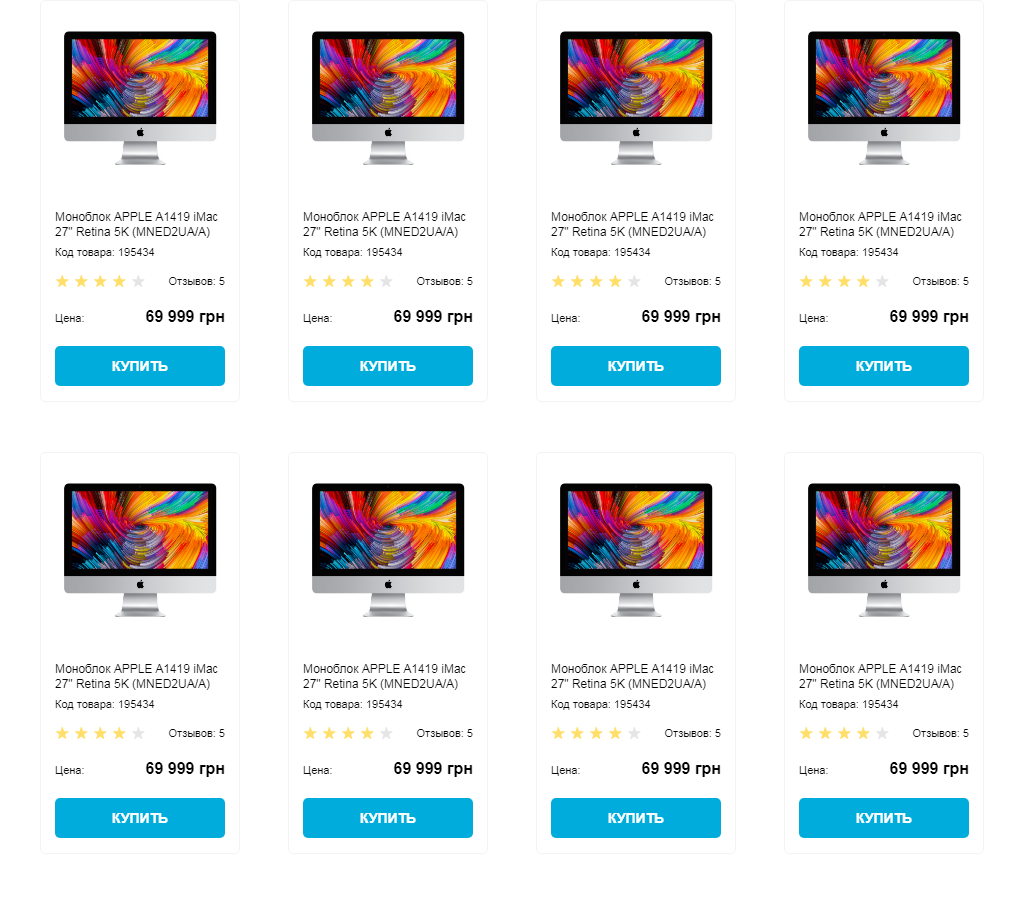 Моноблок APPLE A1419 iMac
27" Retina 5K (MNED2UA/A)
Код товара: 195434
Отзывов: 5
Цена: 69 999 грн
КУПИТЬ
Моноблок APPLE A1419 iMac
27" Retina 5K (MNED2UA/A)
Код товара: 195434
Отзывов: 5
Цена: 69 999 грн
КУПИТЬ
Моноблок APPLE A1419 iMac
27" Retina 5K (MNED2UA/A)
Код товара: 195434
Отзывов: 5
Цена: 69 999 грн
КУПИТЬ
Моноблок APPLE A1419 iMac
27" Retina 5K (MNED2UA/A)
Код товара: 195434
Отзывов: 5
Цена: 69 999 грн
КУПИТЬ
Моноблок APPLE A1419 iMac
27" Retina 5K (MNED2UA/A)
Код товара: 195434
Отзывов: 5
Цена: 69 999 грн
КУПИТЬ
Моноблок APPLE A1419 iMac
27" Retina 5K (MNED2UA/A)
Код товара: 195434
Отзывов: 5
Цена: 69 999 грн
КУПИТЬ
Моноблок APPLE A1419 iMac
27" Retina 5K (MNED2UA/A)
Код товара: 195434
Отзывов: 5
Цена: 69 999 грн
КУПИТЬ
Моноблок APPLE A1419 iMac
27" Retina 5K (MNED2UA/A)
Код товара: 195434
Отзывов: 5
Цена: 69 999 грн
КУПИТЬ